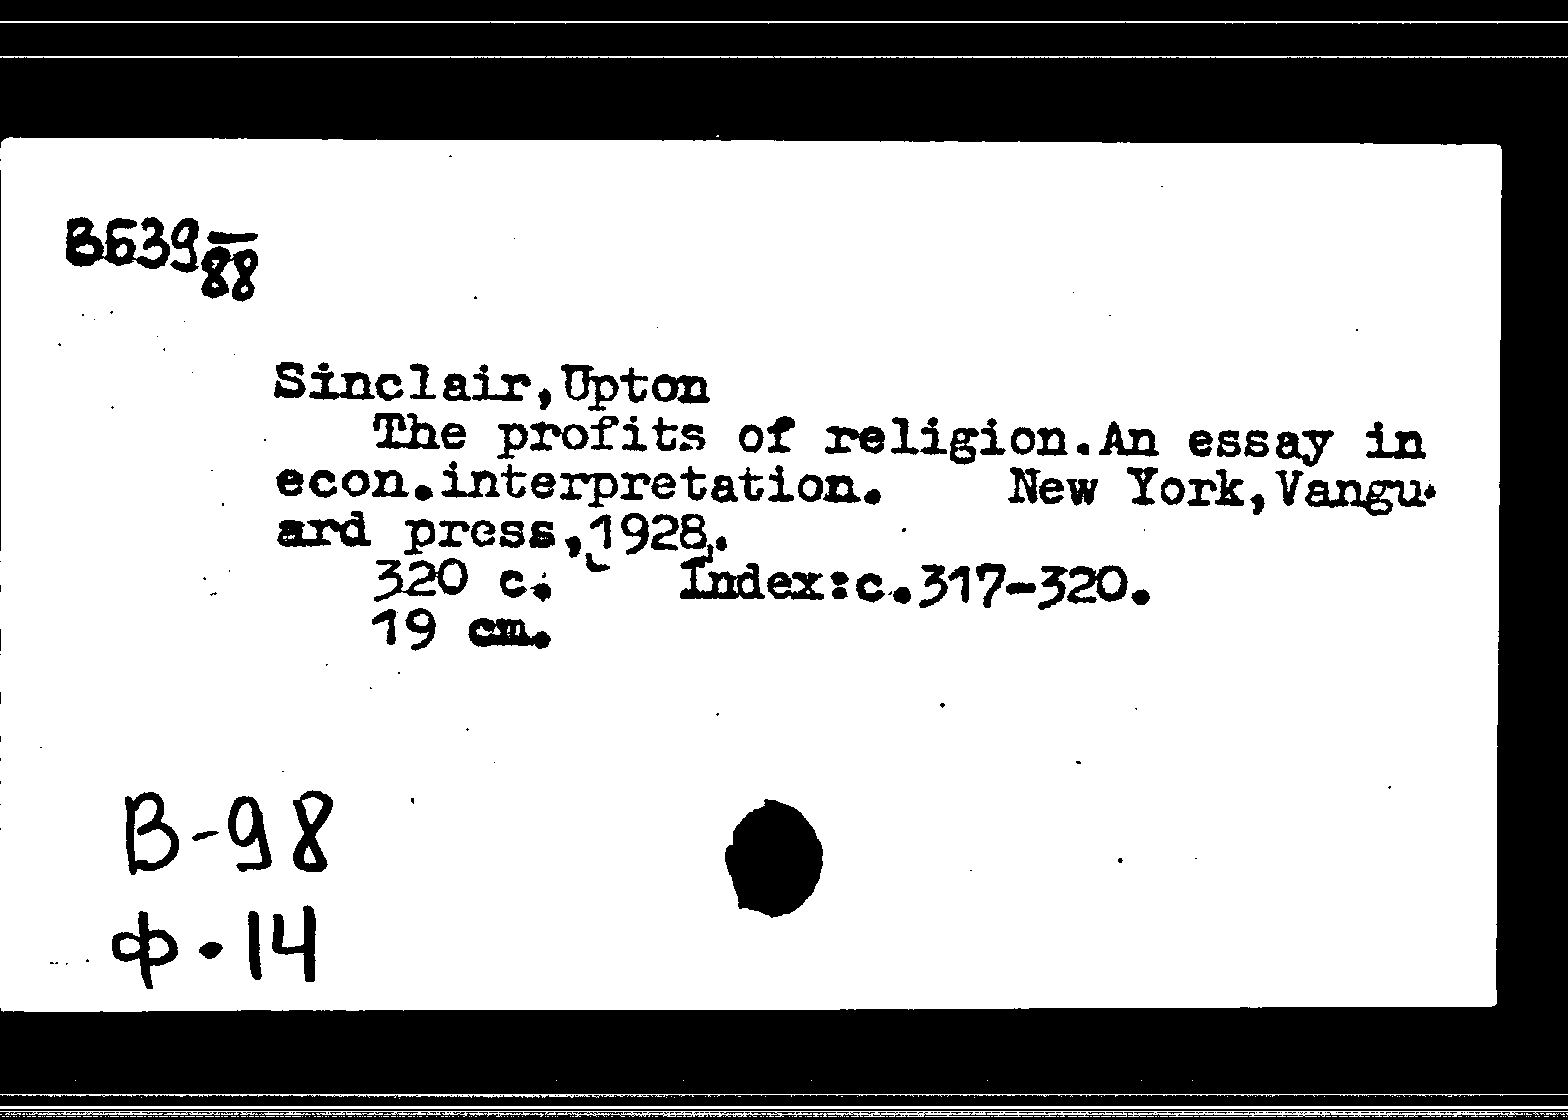 В639
88
Sinclair,Upton
The profits of religion.An essay in
econ.interpretation. New York,Vangu-
ard press,1928.
320 c. Index:c.317-320.
19 cm.
В-98
ф.14